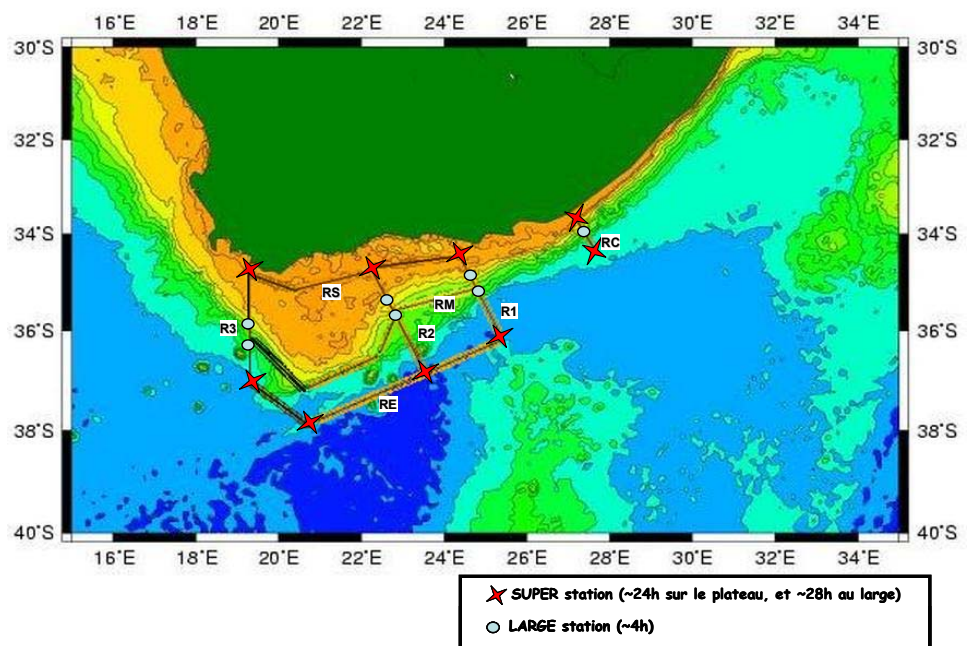 16°E 18°E 20°E 22°E 24°E 26°E 28°E 30°E 32°E 34°E
30°S 30°S
32°S 32°S
34°S 34°S
RC
RS
RM
R1
R3
R2
36°S 36°S
RE
38°S 38°S
40°S 40°S
16°E 18°E 20°E 22°E 24°E 26°E 28°E 30°E 32°E 34°E
SUPER station (~24h sur le plateau, et ~28h au large)
LARGE station (~4h)